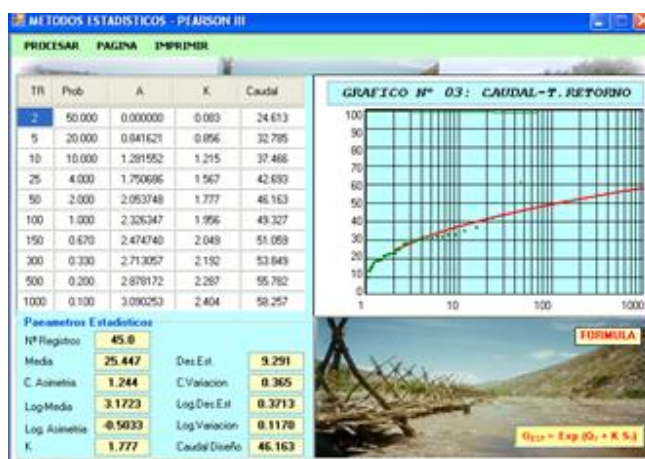 METODOS ESTADISTICOS - PEARSON III
PROCESAR PAGINA IMPRIMIR
TR Prob A K Caudal
2 50.000 0.000000 0.083 24.613
5 20.000 0.841621 0.856 32.785
10 10.000 1.281552 1.215 37.466
25 4.000 1.750686 1.567 42.693
50 2.000 2.053748 1.777 46.163
100 1.000 2.326347 1.956 49.327
150 0.670 2.474740 2.049 51.059
300 0.330 2.713057 2.192 53.849
500 0.200 2.878172 2.287 55.782
1000 0.100 3.090253 2.404 58.257
GRAFICO Nº 03: CAUDAL-T.RETORNO
100
90
80
70
60
50
40
30
20
10
0
1 10 100 1000
Parametros Estadisticos
Nº Registros 45.0
Media 25.447 Des.Est. 9.291
C. Asimetria 1.244 C.Variacion 0.365
Log-Media 3.1723 Log.Des.Est 0.3713
Log. Asimetria -0.5033 Log.Variacion 0.1170
K 1.777 Caudal Diseño 46.163
FORMULA